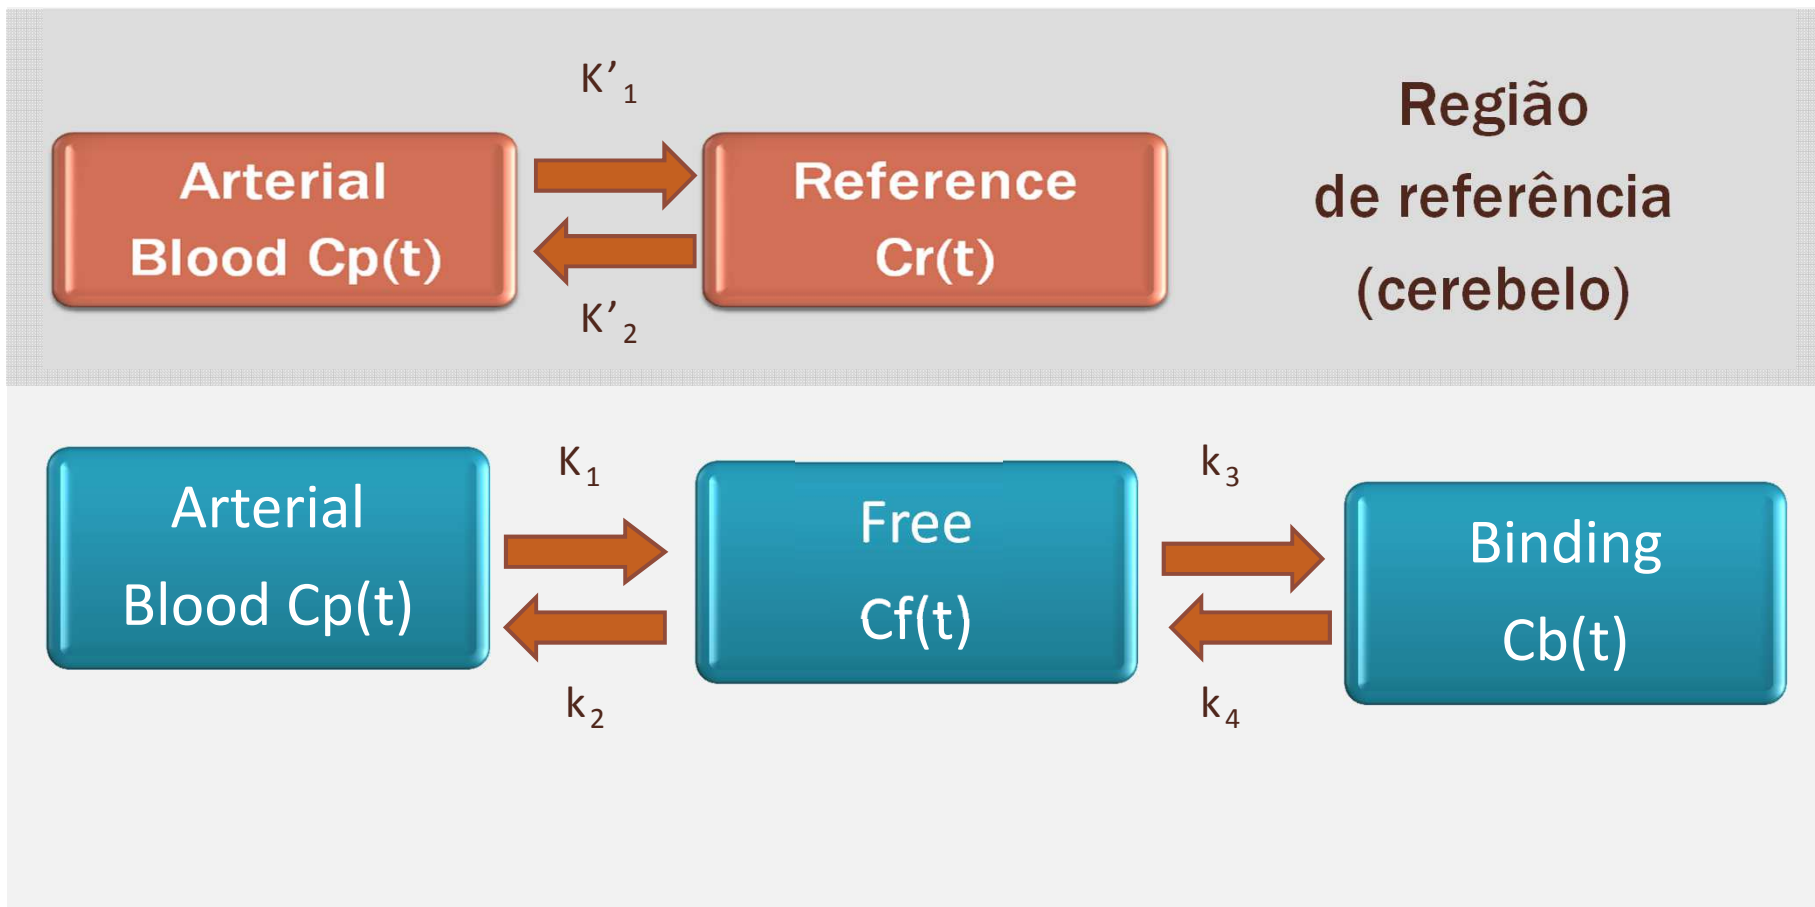 K’1
Arterial
Blood Cp(t)
Reference
Cr(t)
K’2
Região
de referência
(cerebelo)
K1
k3
Arterial
Blood Cp(t)
Free
Cf(t)
Binding
Cb(t)
k2
k4